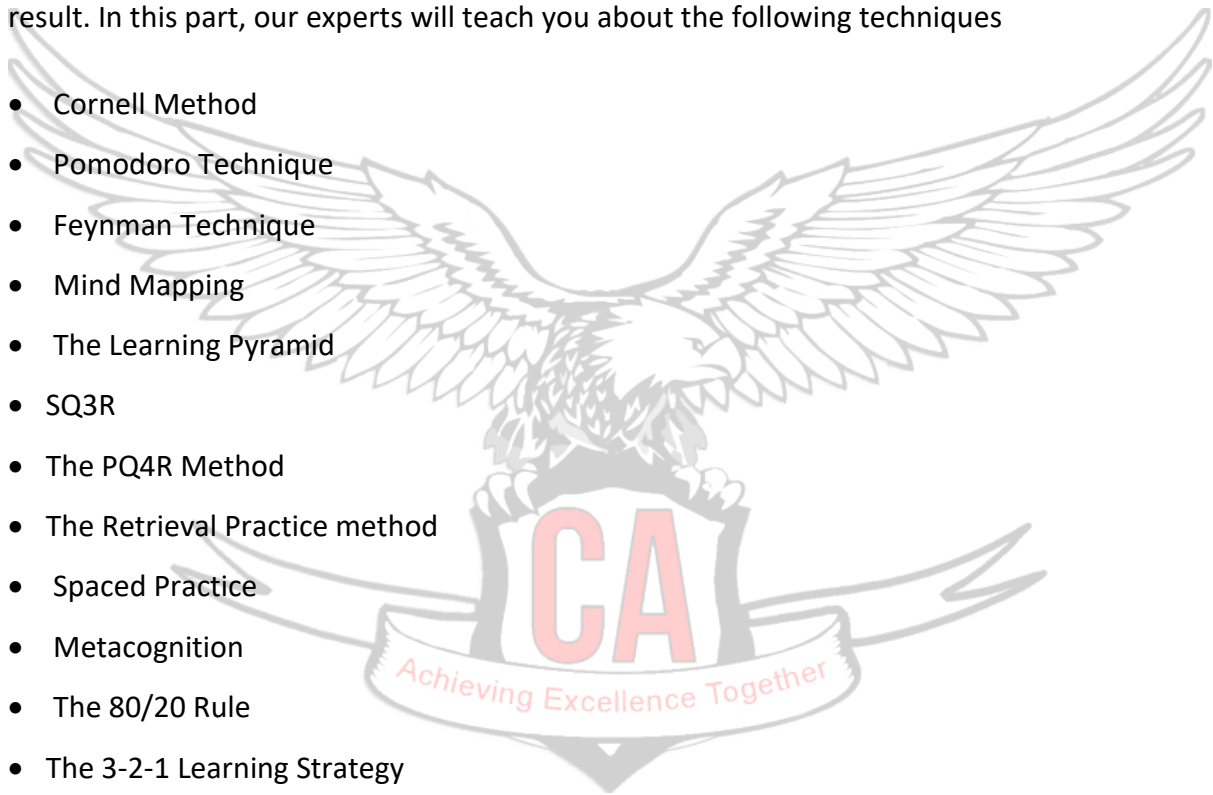 result. In this part, our experts will teach you about the following techniques
• Cornell Method
• Pomodoro Technique
• Feynman Technique
• Mind Mapping
• The Learning Pyramid
• SQ3R
• The PQ4R Method
• The Retrieval Practice method
• Spaced Practice
• Metacognition
• The 80/20 Rule
• The 3-2-1 Learning Strategy
CA
Achieving Excellence Together